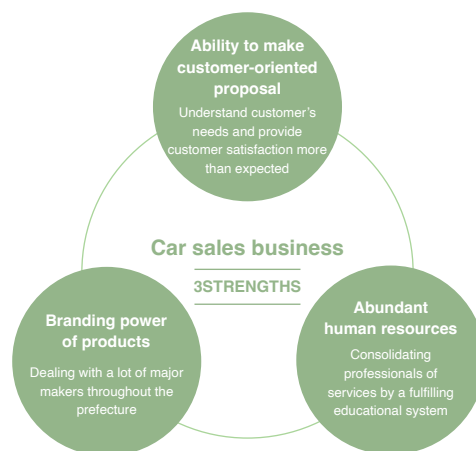 Ability to make
customer-oriented
proposal
Understand customer's
needs and provide
customer satisfaction more
than expected
Car sales business
3STRENGTHS
Branding power
of products
Dealing with a lot of major
makers throughout the
prefecture
Abundant
human resources
Consolidating
professionals of
services by a fulfilling
educational system